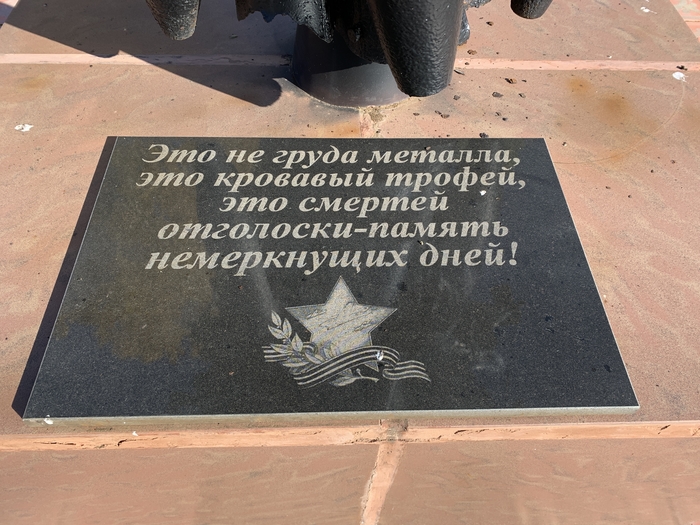 Это не груда металла,
это кровавый трофей,
это смертей
отголоски-память
немеркнущих дней!